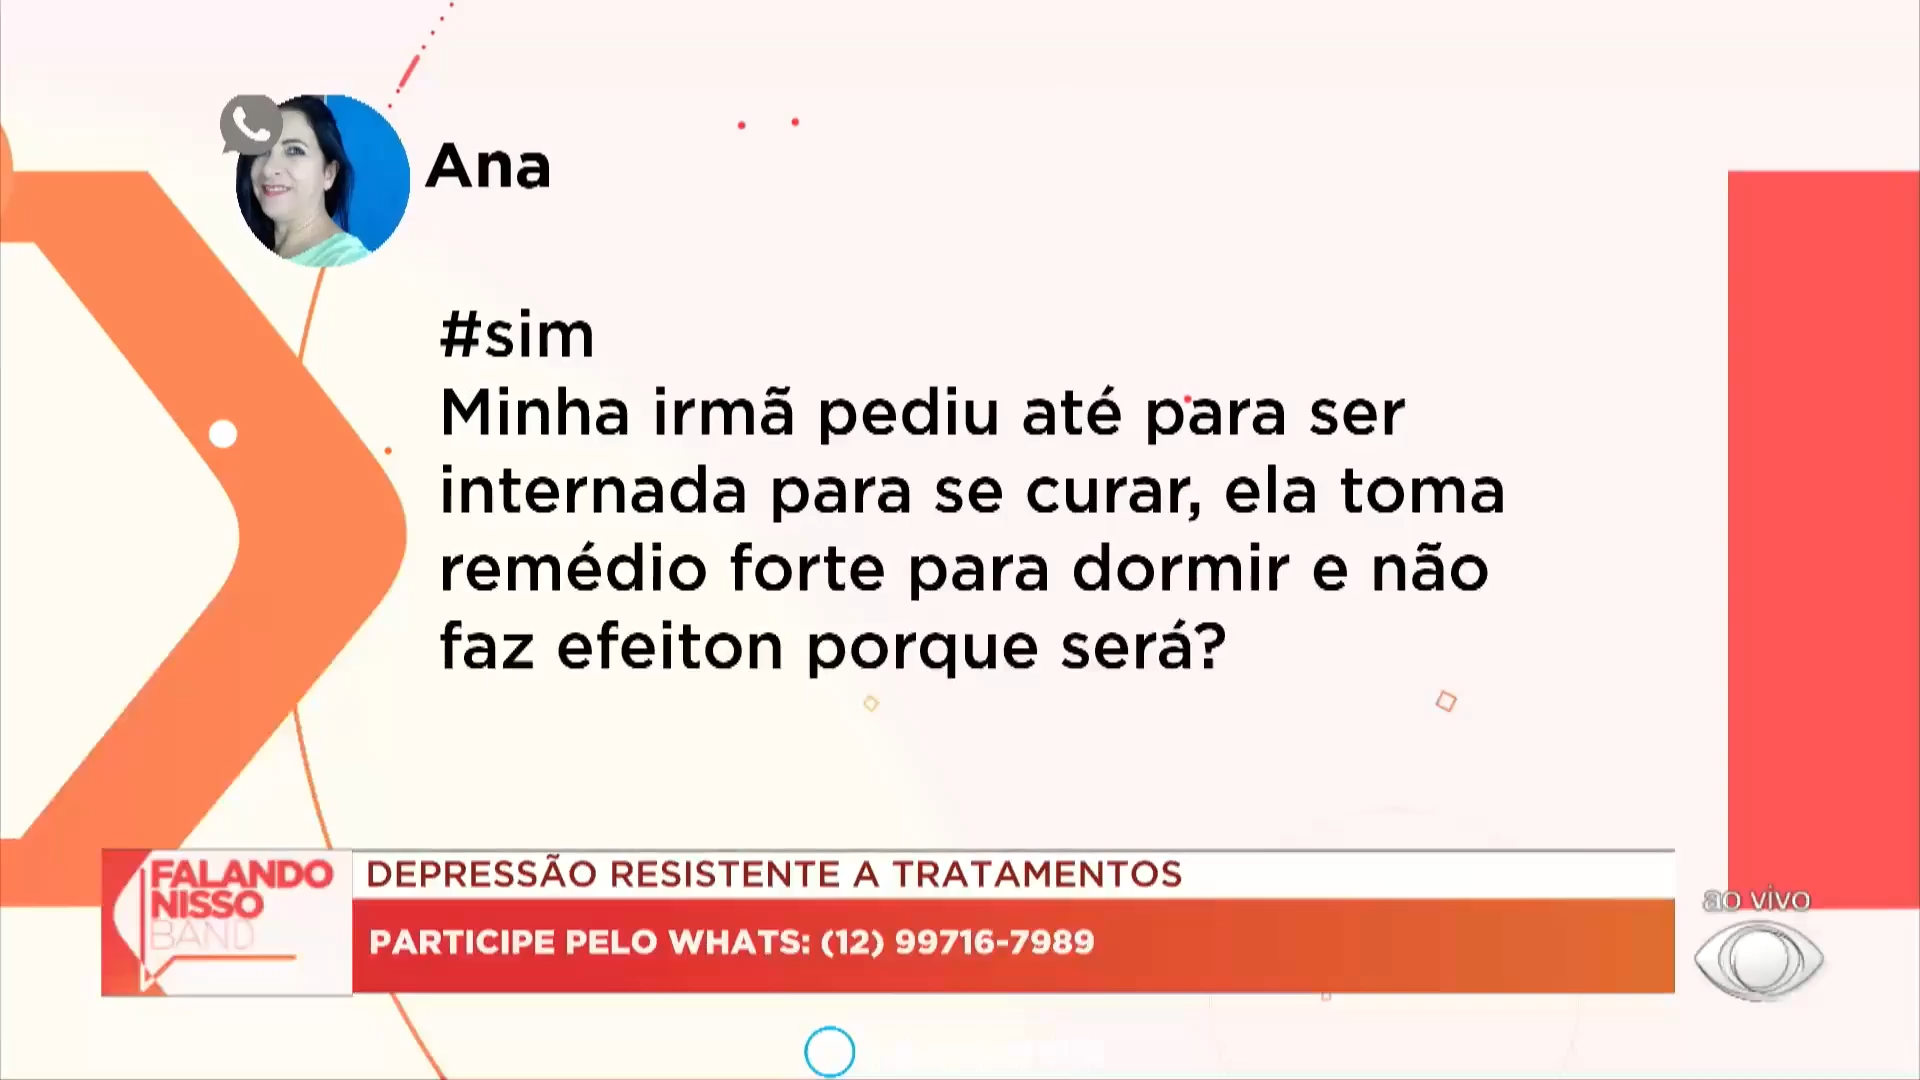 Ana
#sim
Minha irmã pediu até para ser
internada para se curar, ela toma
remédio forte para dormir e não
faz efeiton porque será?
FALANDO
NISSO
BAND
DEPRESSÃO RESISTENTE A TRATAMENTOS
PARTICIPE PELO WHATS: (12) 99716-7989
ao vivo